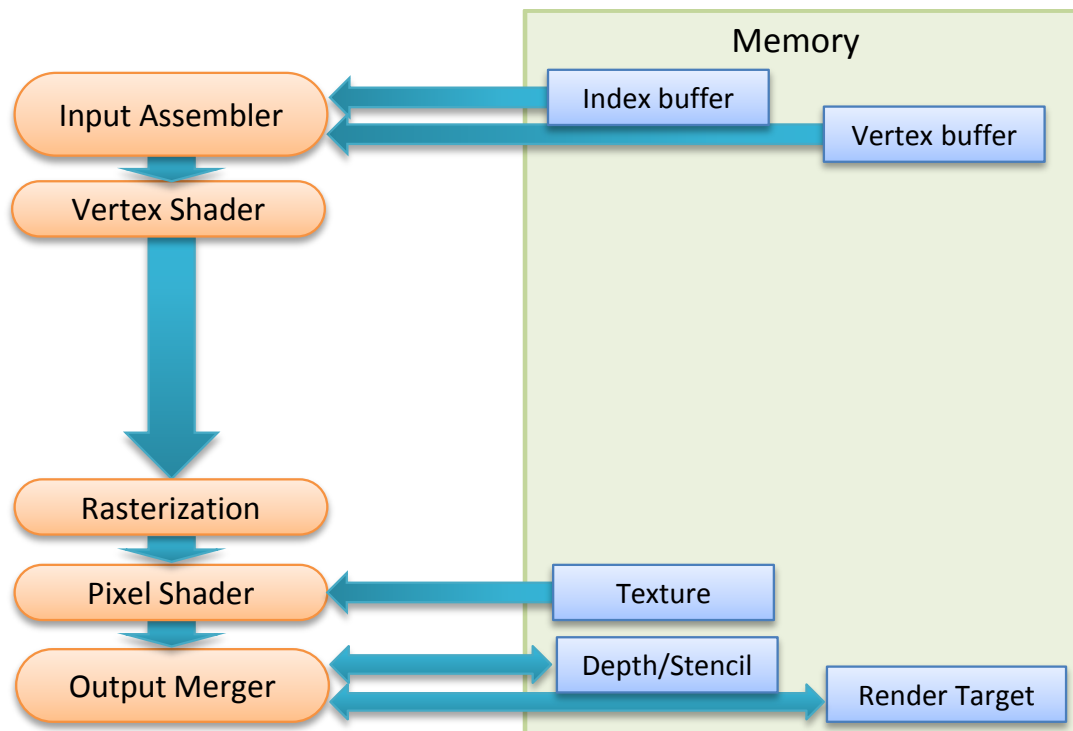 Memory
Input Assembler
Index buffer
Vertex buffer
Vertex Shader
Rasterization
Pixel Shader
Texture
Output Merger
Depth/Stencil
Render Target